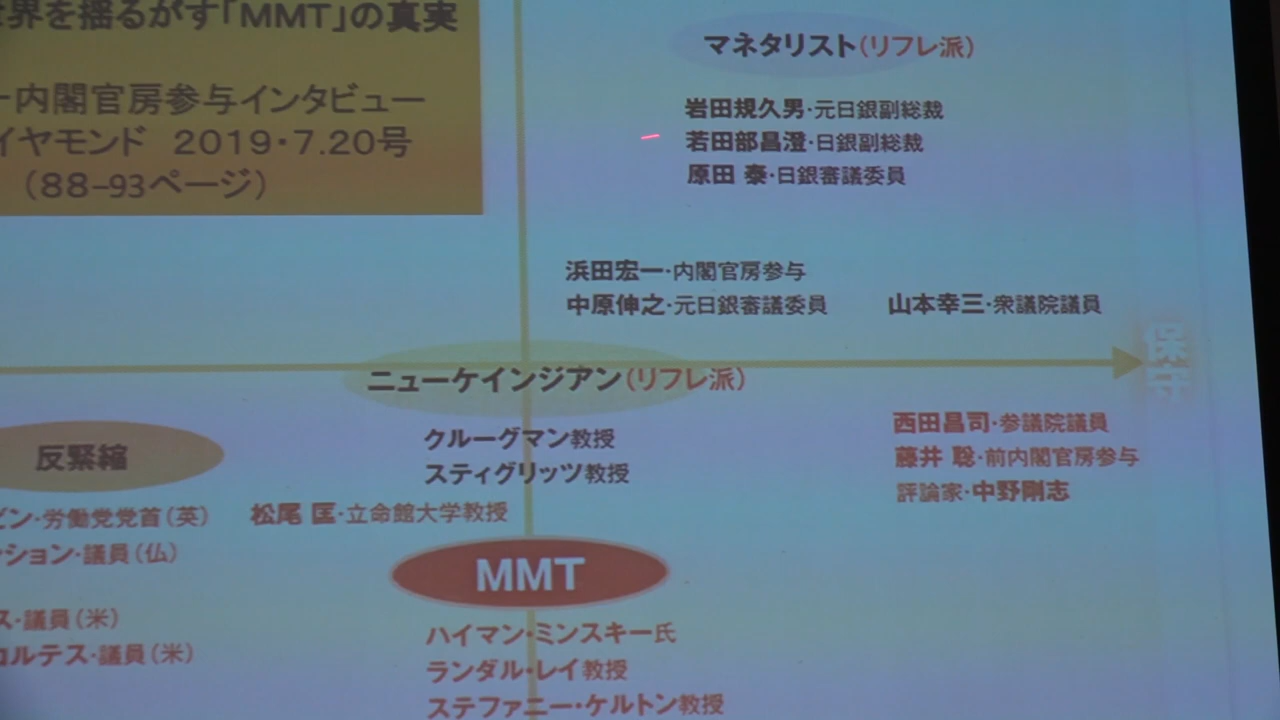 界を揺るがす「MMT」の真実
一内閣官房参与インタビュー
イヤモンド 2019・7.20号
(88-93ページ)
マネタリスト(リフレ派)
岩田規久男・元日銀副総裁
若田部昌澄・日銀副総裁
原田 泰・日銀審議委員
浜田宏一・内閣官房参与
中原伸之・元日銀審議委員
山本幸三・衆議院議員
保守
ニューケインジアン(リフレ派)
クルーグマン教授
スティグリッツ教授
西田昌司・参議院議員
藤井 聡・前内閣官房参与
評論家・中野剛志
反緊縮
ビン・労働党党首(英)
松尾 匡・立命館大学教授
ション・議員(仏)
ス・議員(米)
コルテス・議員(米)
MMT
ハイマン・ミンスキー氏
ランダル・レイ教授
ステファニー・ケルトン教授